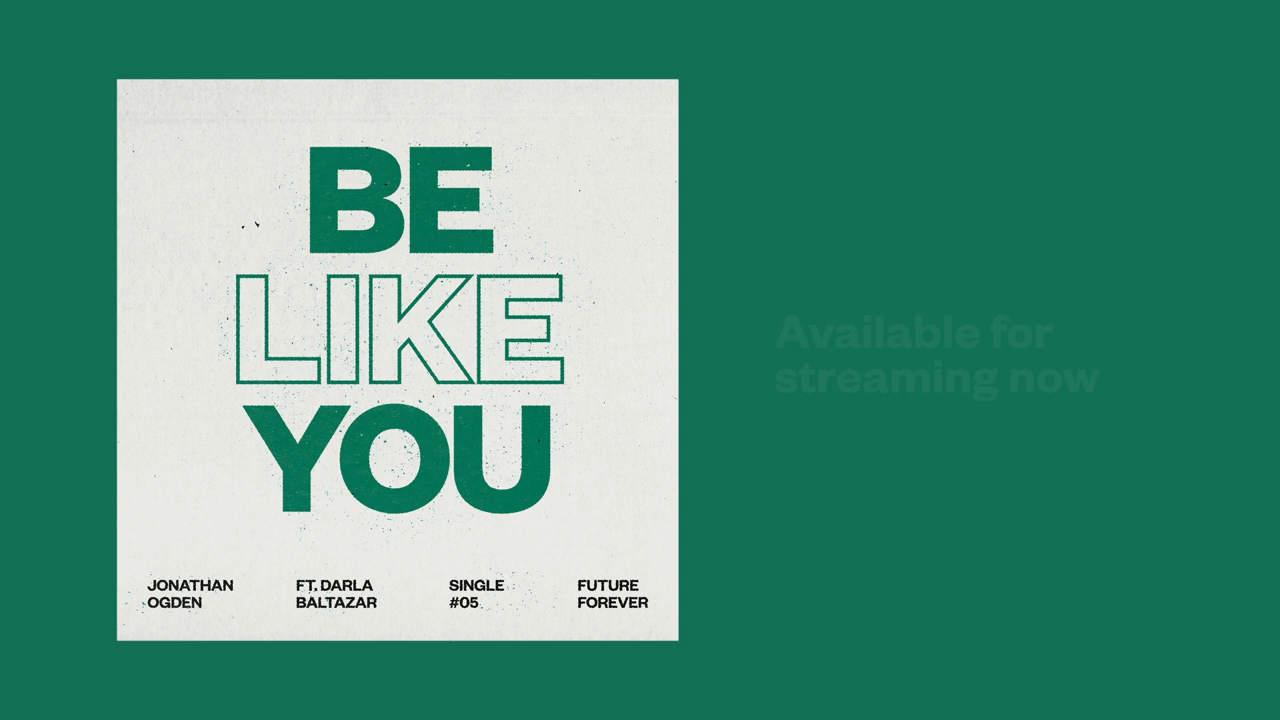 BE
LIKE
YOU
JONATHAN
OGDEN
FT. DARLA
BALTAZAR
SINGLE
#05
FUTURE
FOREVER
Available for
streaming now